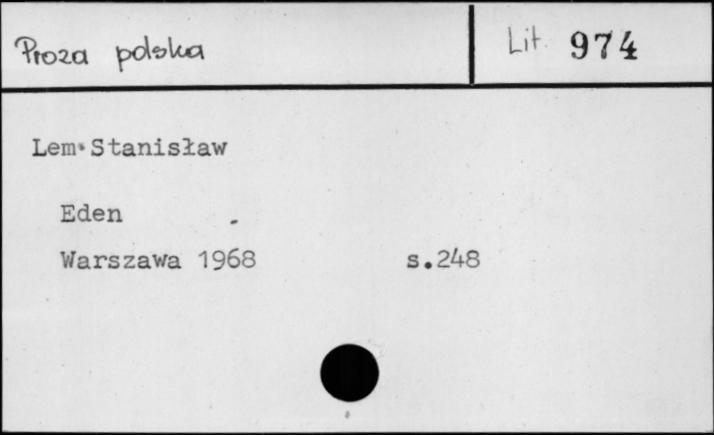 Proza polska
Lit. 974
Lem Stanisław
Eden
Warszawa 1968 s.248